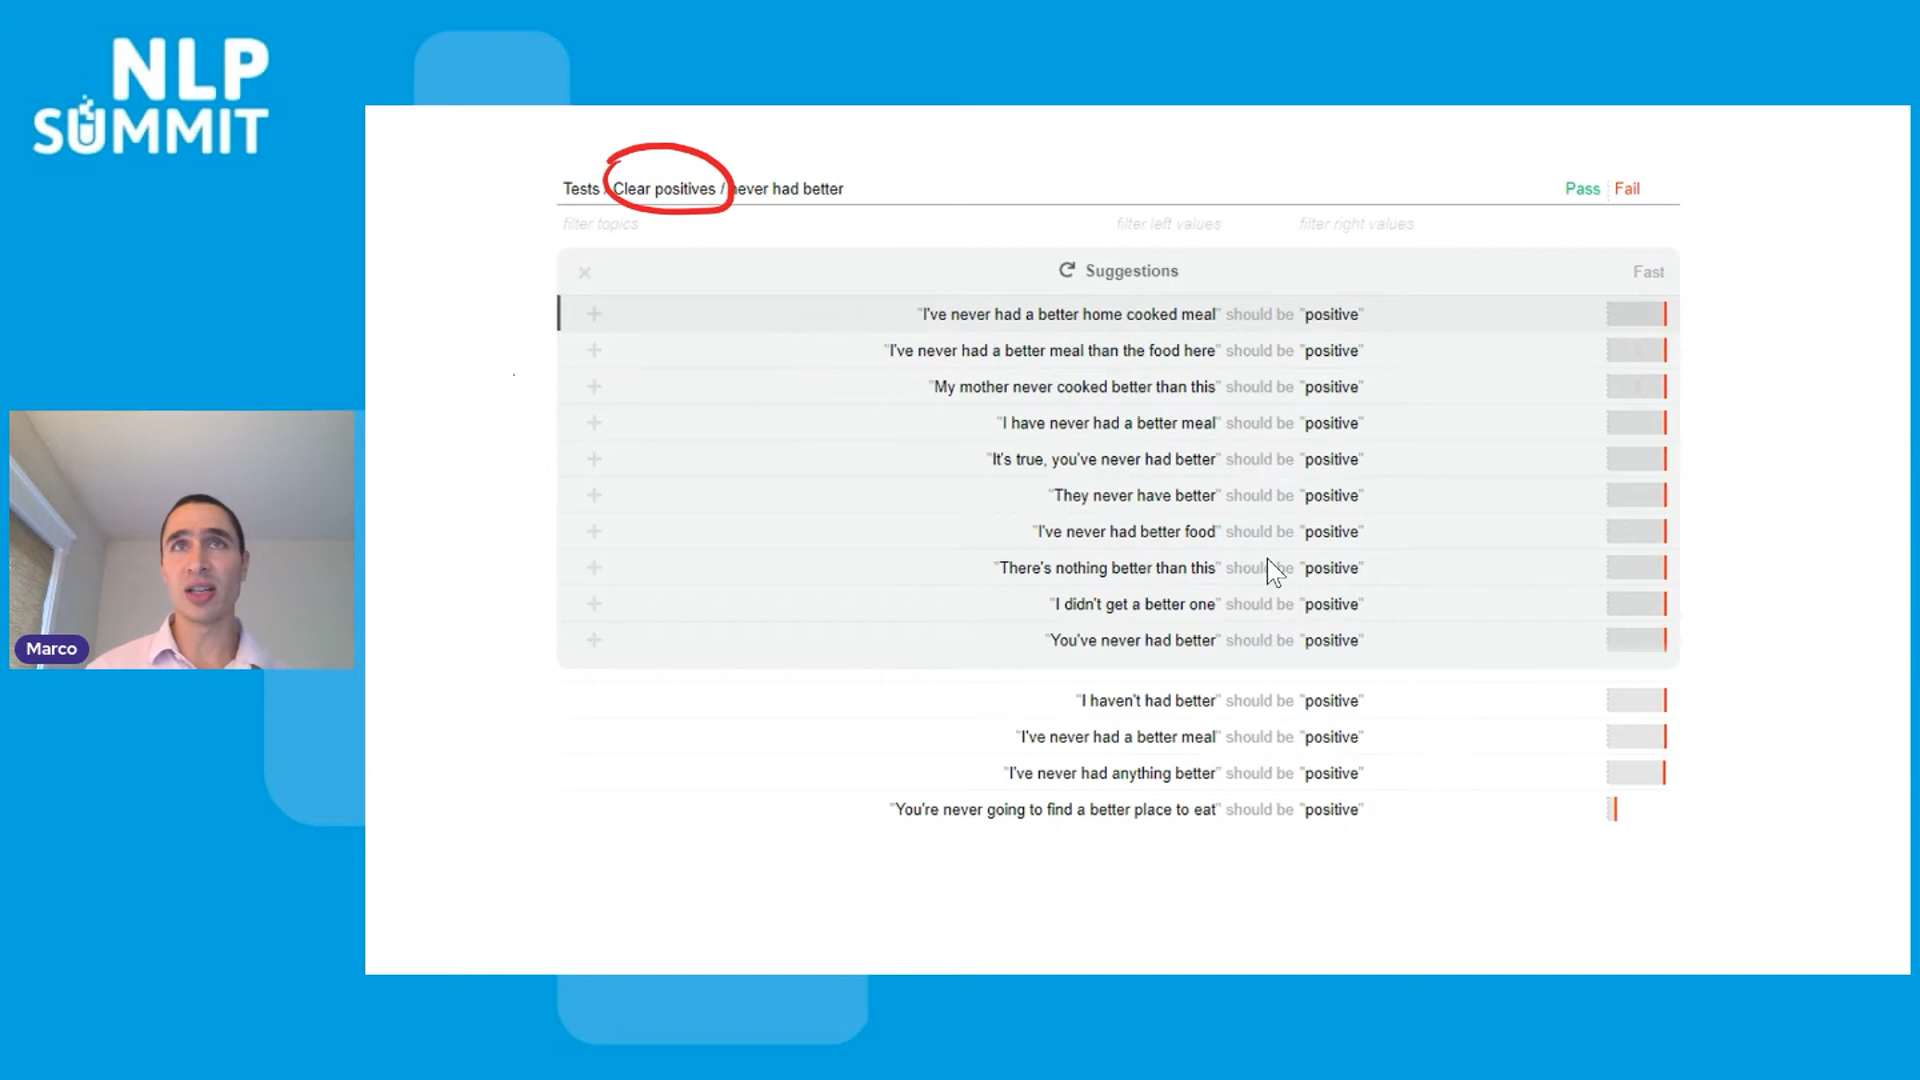 NLP
SUMMIT
Tests / Clear positives / never had better
Pass Fail
filter topics
filter left values
filter right values
Suggestions
Fast
"I've never had a better home cooked meal" should be "positive"
"I've never had a better meal than the food here" should be "positive"
"My mother never cooked better than this" should be "positive"
"I have never had a better meal" should be "positive"
"It's true, you've never had better" should be "positive"
"They never have better" should be "positive"
"I've never had better food" should be "positive"
"There's nothing better than this" should be "positive"
"I didn't get a better one" should be "positive"
"You've never had better" should be "positive"
"I haven't had better" should be "positive"
"I've never had a better meal" should be "positive"
"I've never had anything better" should be "positive"
"You're never going to find a better place to eat" should be "positive"
Marco